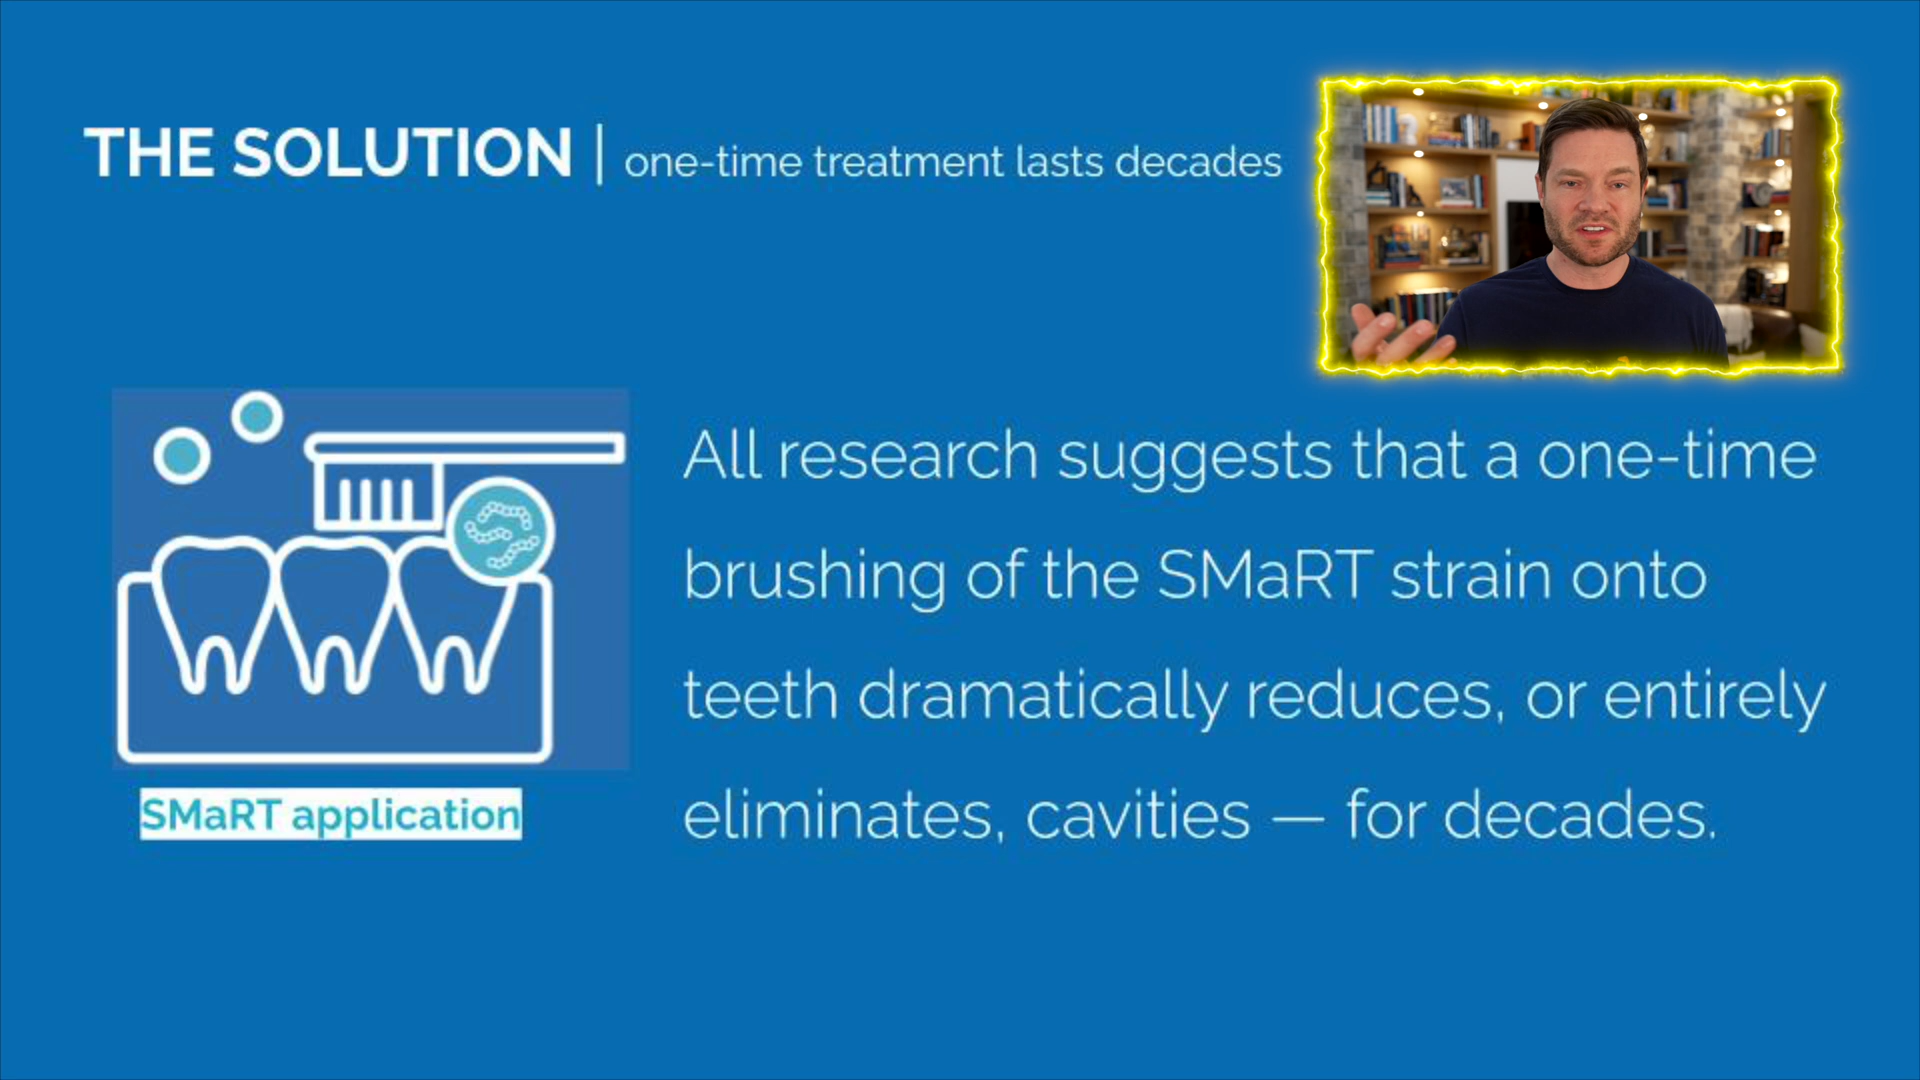 THE SOLUTION | one-time treatment lasts decades
All research suggests that a one-time
brushing of the SMaRT strain onto
teeth dramatically reduces, or entirely
eliminates, cavities — for decades.
SMaRT application